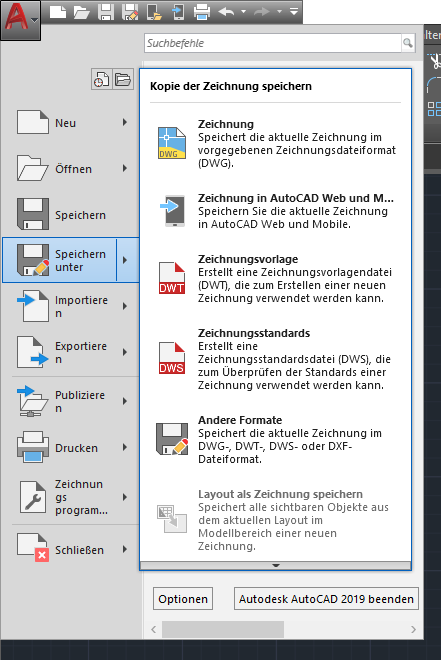 A
Suchbefehle
Neu
Öffnen
Speichern
Speichern
unter
Importiere
n
Exportiere
n
Publiziere
n
Drucken
Zeichnun
gs
program...
Schließen
Kopie der Zeichnung speichern
DWG
Zeichnung
Speichert die aktuelle Zeichnung im
vorgegebenen Zeichnungsdateiformat
(DWG).
Zeichnung in AutoCAD Web und M...
Speichern Sie die aktuelle Zeichnung
in AutoCAD Web und Mobile.
DWT
Zeichnungsvorlage
Erstellt eine Zeichnungsvorlagendatei
(DWT), die zum Erstellen einer neuen
Zeichnung verwendet werden kann.
DWS
Zeichnungsstandards
Erstellt eine
Zeichnungsstandardsdatei (DWS), die
zum Überprüfen der Standards einer
Zeichnung verwendet werden kann.
Andere Formate
Speichert die aktuelle Zeichnung im
DWG-, DWT-, DWS- oder DXF-
Dateiformat.
Layout als Zeichnung speichern
Speichert alle sichtbaren Objekte aus
dem aktuellen Layout im
Modellbereich einer neuen
Zeichnung.
Optionen
Autodesk AutoCAD 2019 beenden